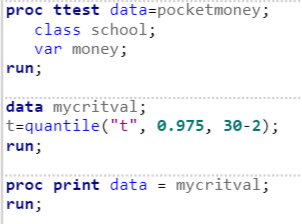 proc ttest data=pocketmoney;
class school;
var money;
run;
data mycritval;
t=quantile("t", 0.975, 30-2);
run;
proc print data = mycritval;
run;